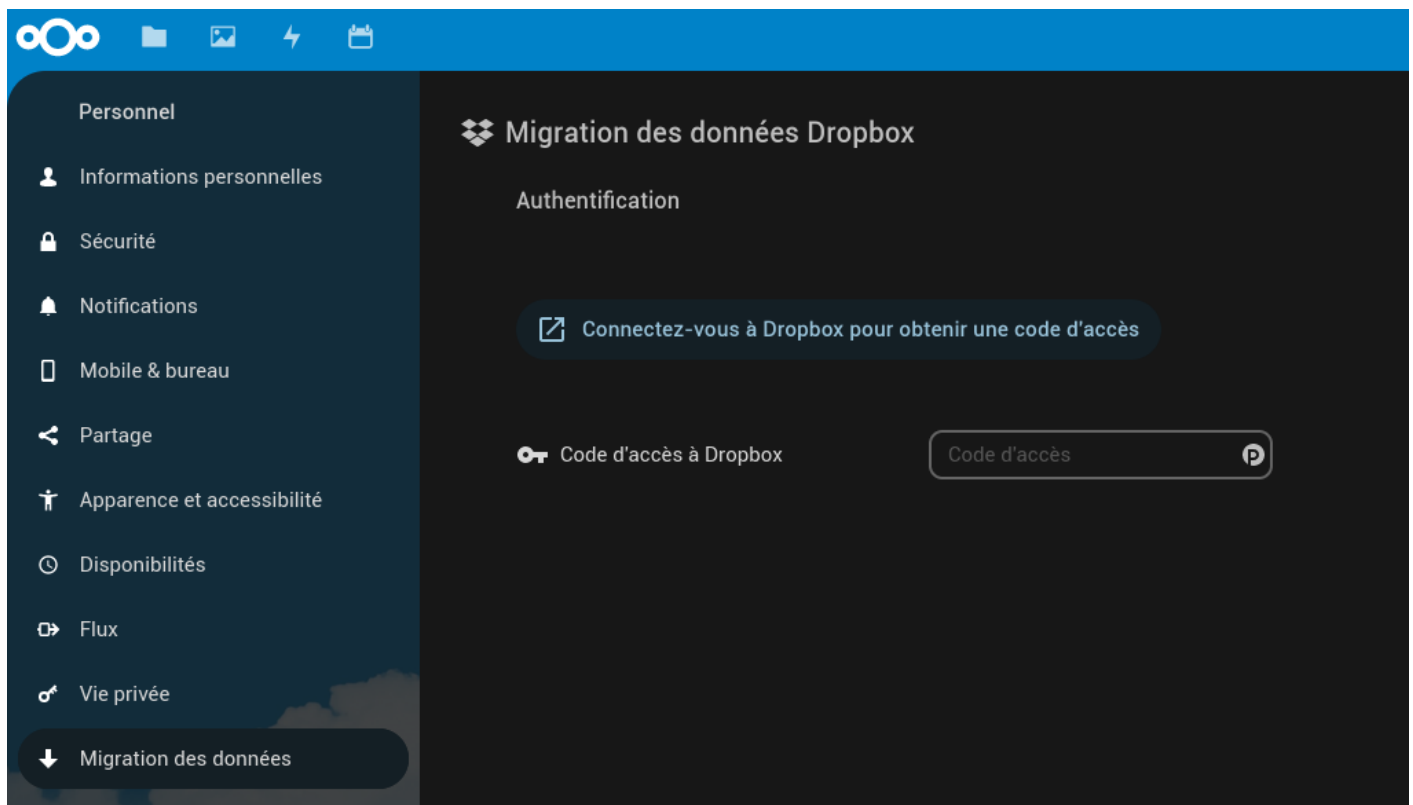 Personnel
Informations personnelles
Sécurité
Notifications
Mobile & bureau
Partage
Apparence et accessibilité
Disponibilités
Flux
Vie privée
Migration des données
Migration des données Dropbox
Authentification
Connectez-vous à Dropbox pour obtenir une code d'accès
Code d'accès à Dropbox
Code d'accès